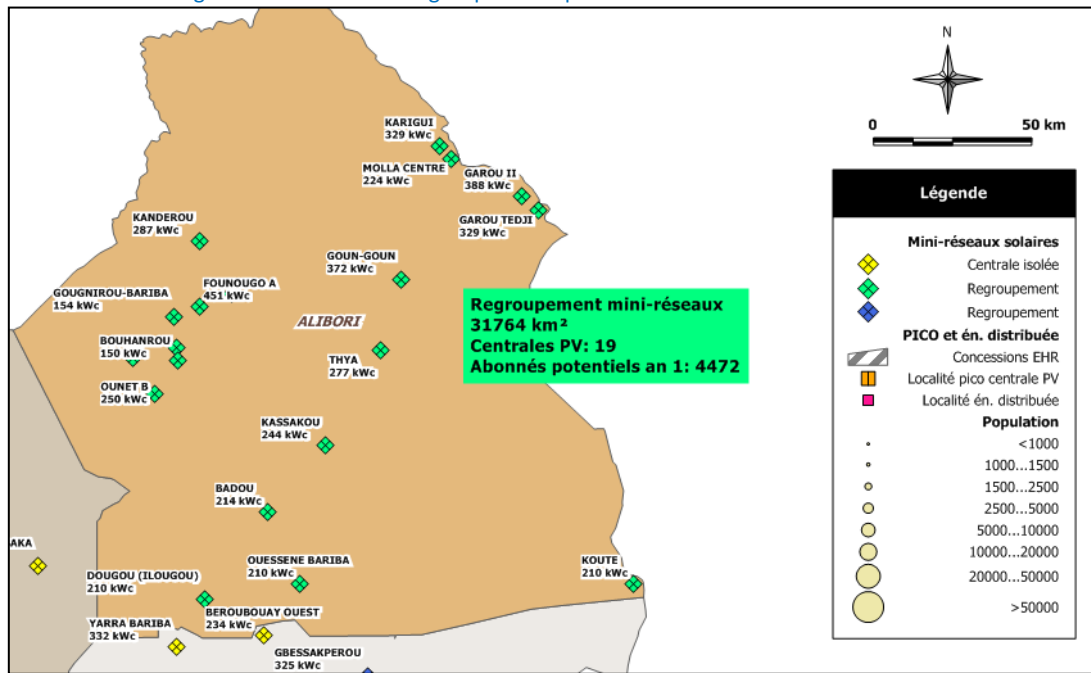 N
0 50 km
KARIGUI
329 kWc
MOLLA CENTRE
224 kWc
GAROU II
388 kWc
GAROU TEDJI
329 kWc
KANDEROU
287 kWc
GOUN-GOUN
372 kWc
FOUNOUGO A
451 kWc
GOUGNIROU-BARIBA
154 kWc
ALIBORI
Regroupement mini-réseaux
31764 km²
Centrales PV: 19
Abonnés potentiels an 1: 4472
BOUHANROU
150 kWc
THYA
277 kWc
OUNET B
250 kWc
KASSAKOU
244 kWc
BADOU
214 kWc
OUESSENE BARIBA
210 kWc
KOUTE
210 kWc
AKA
DOUGOU (ILOUGOU)
210 kWc
BEROUBOUAY OUEST
234 kWc
YARRA BARIBA
332 kWc
GBESSAKPEROU
325 kWc
Légende
Mini-réseaux solaires
Centrale isolée
Regroupement
Regroupement
PICO et én. distribuée
Concessions EHR
Localité pico centrale PV
Localité én. distribuée
Population
<1000
1000...1500
1500...2500
2500...5000
5000...10000
10000...20000
20000...50000
>50000